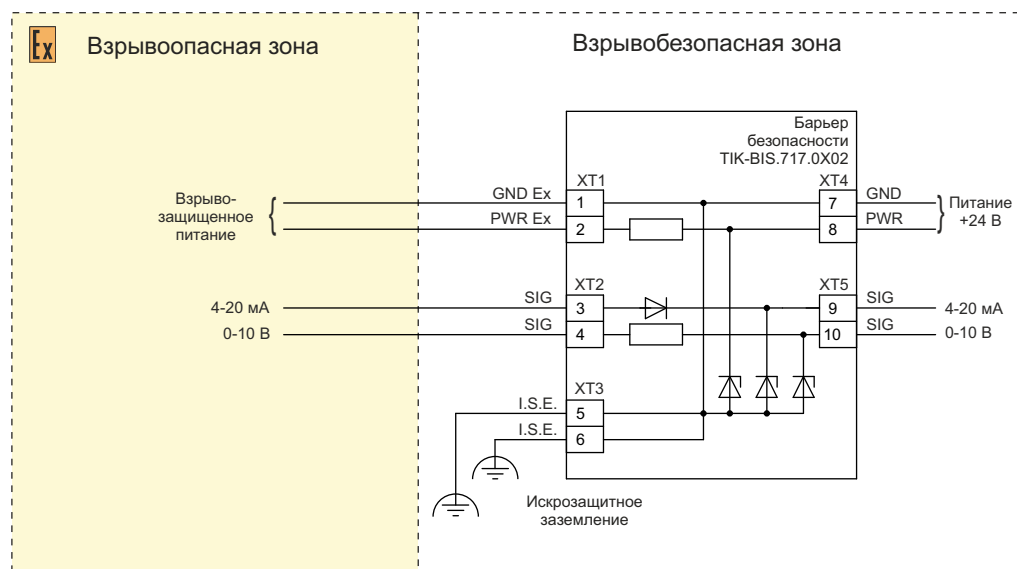 Ex
Взрывоопасная зона
Взрывобезопасная зона
Барьер
безопасности
TIK-BIS.717.0X02
XT1
XT4
GND Ex
1
7
GND
PWR Ex
2
8
PWR
Взрыво-
защищенное
питание
Питание
+24 В
XT2
XT5
4-20 мА
SIG
3
9
SIG
4-20 мА
0-10 В
SIG
4
10
SIG
0-10 В
XT3
I.S.E.
5
I.S.E.
6
Искрозащитное
заземление